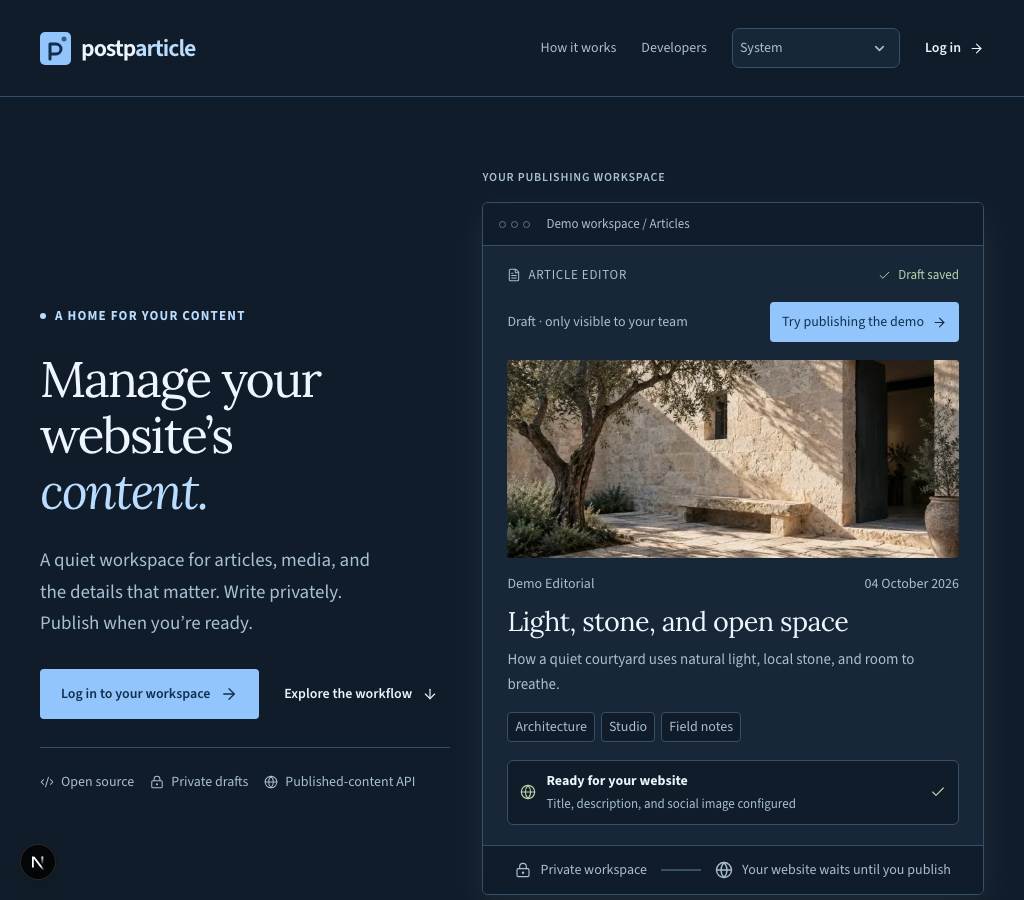 postparticle
How it works
Developers
System
Log in
A HOME FOR YOUR CONTENT
Manage your
website’s
content.
A quiet workspace for articles, media, and
the details that matter. Write privately.
Publish when you’re ready.
Log in to your workspace
Explore the workflow
Open source
Private drafts
Published-content API
YOUR PUBLISHING WORKSPACE
Demo workspace / Articles
ARTICLE EDITOR
Draft saved
Draft · only visible to your team
Try publishing the demo
Demo Editorial
04 October 2026
Light, stone, and open space
How a quiet courtyard uses natural light, local stone, and room to
breathe.
Architecture
Studio
Field notes
Ready for your website
Title, description, and social image configured
Private workspace
Your website waits until you publish
N